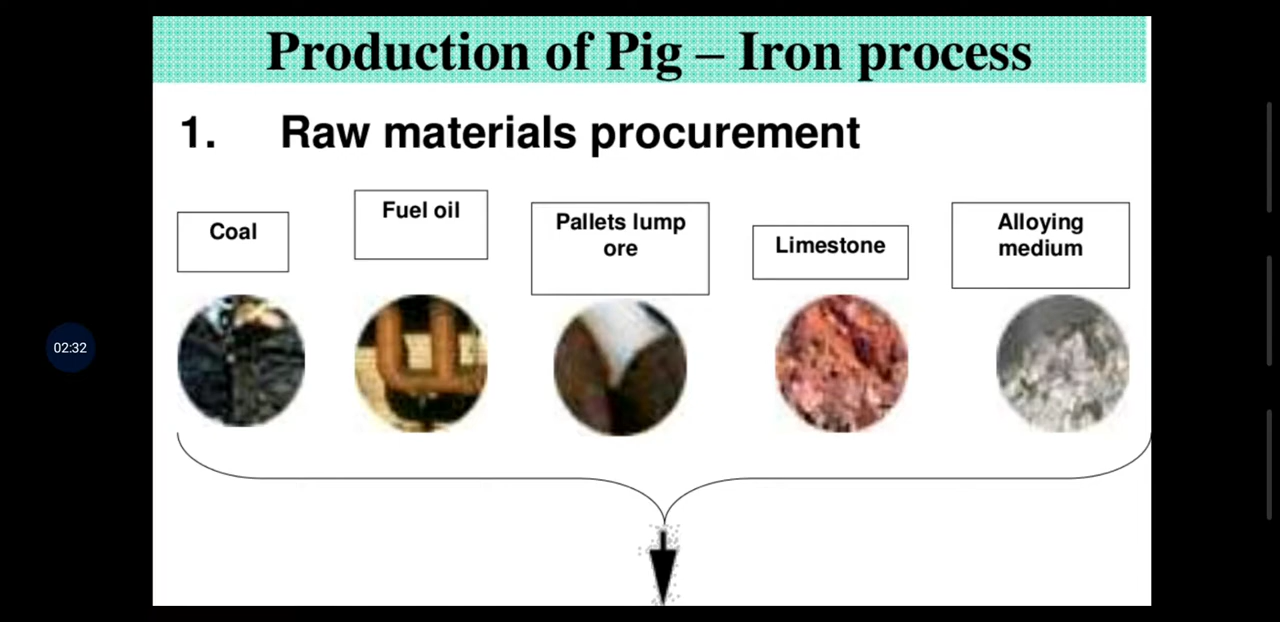 Production of Pig – Iron process
1. Raw materials procurement
Coal
Fuel oil
Pallets lump
ore
Limestone
Alloying
medium
02:32